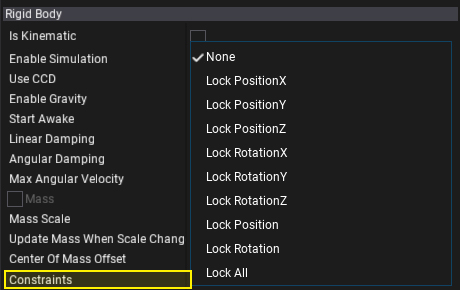 Rigid Body
Is Kinematic
Enable Simulation
None
Use CCD
Lock PositionX
Enable Gravity
Lock PositionY
Start Awake
Lock PositionZ
Linear Damping
Lock RotationX
Angular Damping
Lock RotationY
Max Angular Velocity
Mass
Lock RotationZ
Mass Scale
Lock Position
Update Mass When Scale Chang
Lock Rotation
Center Of Mass Offset
Lock All
Constraints